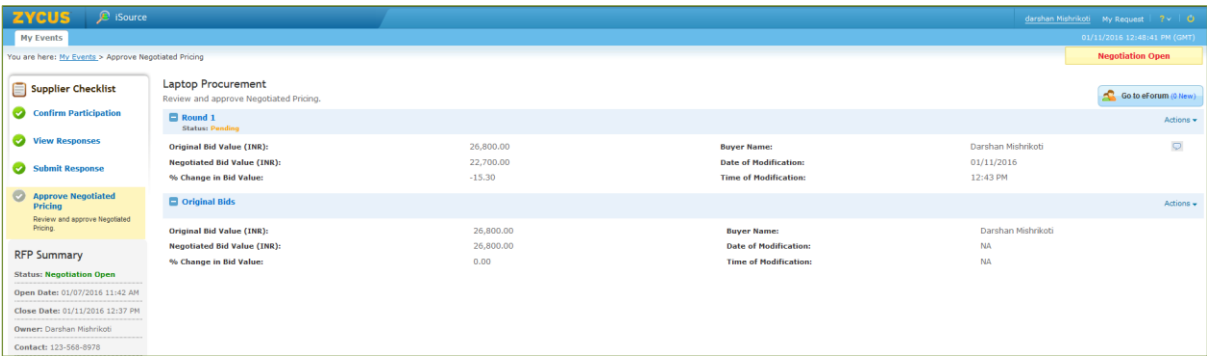 ZYCUS iSource
darshan Mishrikoti My Request ?
My Events
01/11/2016 12:48:41 PM (GMT)
You are here: My Events > Approve Negotiated Pricing
Negotiation Open
Supplier Checklist
Confirm Participation
View Responses
Submit Response
Approve Negotiated
Pricing
Review and approve Negotiated
Pricing.
RFP Summary
Status: Negotiation Open
Open Date: 01/07/2016 11:42 AM
Close Date: 01/11/2016 12:37 PM
Owner: Darshan Mishrikoti
Contact: 123-568-8978
Laptop Procurement
Review and approve Negotiated Pricing.
Go to eForum (0 New)
Round 1 Actions
Status: Pending
Original Bid Value (INR): 26,800.00 Buyer Name: Darshan Mishrikoti
Negotiated Bid Value (INR): 22,700.00 Date of Modification: 01/11/2016
% Change in Bid Value: -15.30 Time of Modification: 12:43 PM
Original Bids Actions
Original Bid Value (INR): 26,800.00 Buyer Name: Darshan Mishrikoti
Negotiated Bid Value (INR): 26,800.00 Date of Modification: NA
% Change in Bid Value: 0.00 Time of Modification: NA